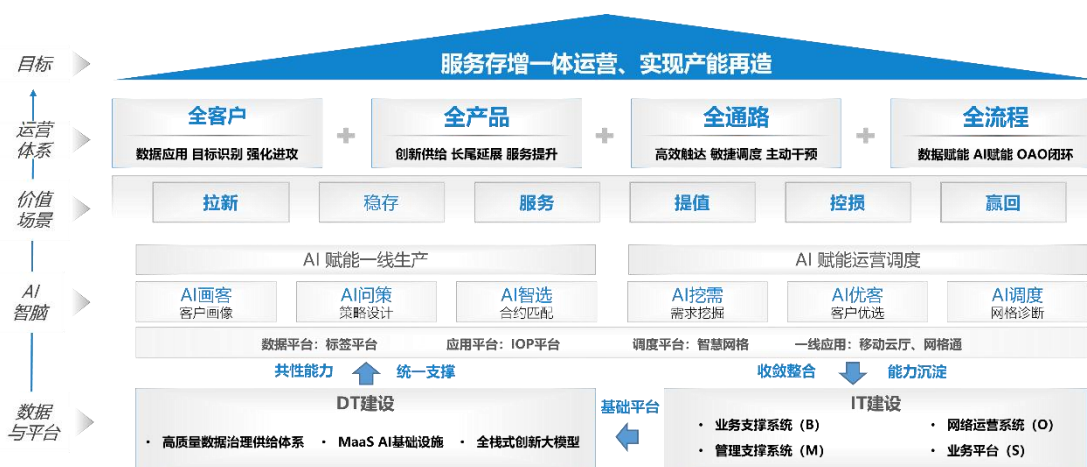 目标
服务存增一体运营、实现产能再造
运营
体系
全客户
数据应用 目标识别 强化进攻
+
全产品
创新供给 长尾延展 服务提升
+
全通路
高效触达 敏捷调度 主动干预
+
全流程
数据赋能 AI赋能 OAO闭环
价值
场景
拉新
稳存
服务
提值
控损
赢回
AI
智脑
AI 赋能一线生产
AI 赋能运营调度
AI画客
客户画像
AI问策
策略设计
AI智选
合约匹配
AI挖需
需求挖掘
AI优客
客户优选
AI调度
网格诊断
数据平台：标签平台
应用平台：IOP平台
调度平台：智慧网格
一线应用：移动云厅、网格通
共性能力
统一支撑
收敛整合
能力沉淀
数据
与平台
DT建设
• 高质量数据治理供给体系
• MaaS AI基础设施
• 全栈式创新大模型
基础平台
IT建设
• 业务支撑系统（B）
• 网络运营系统（O）
• 管理支撑系统（M）
• 业务平台（S）